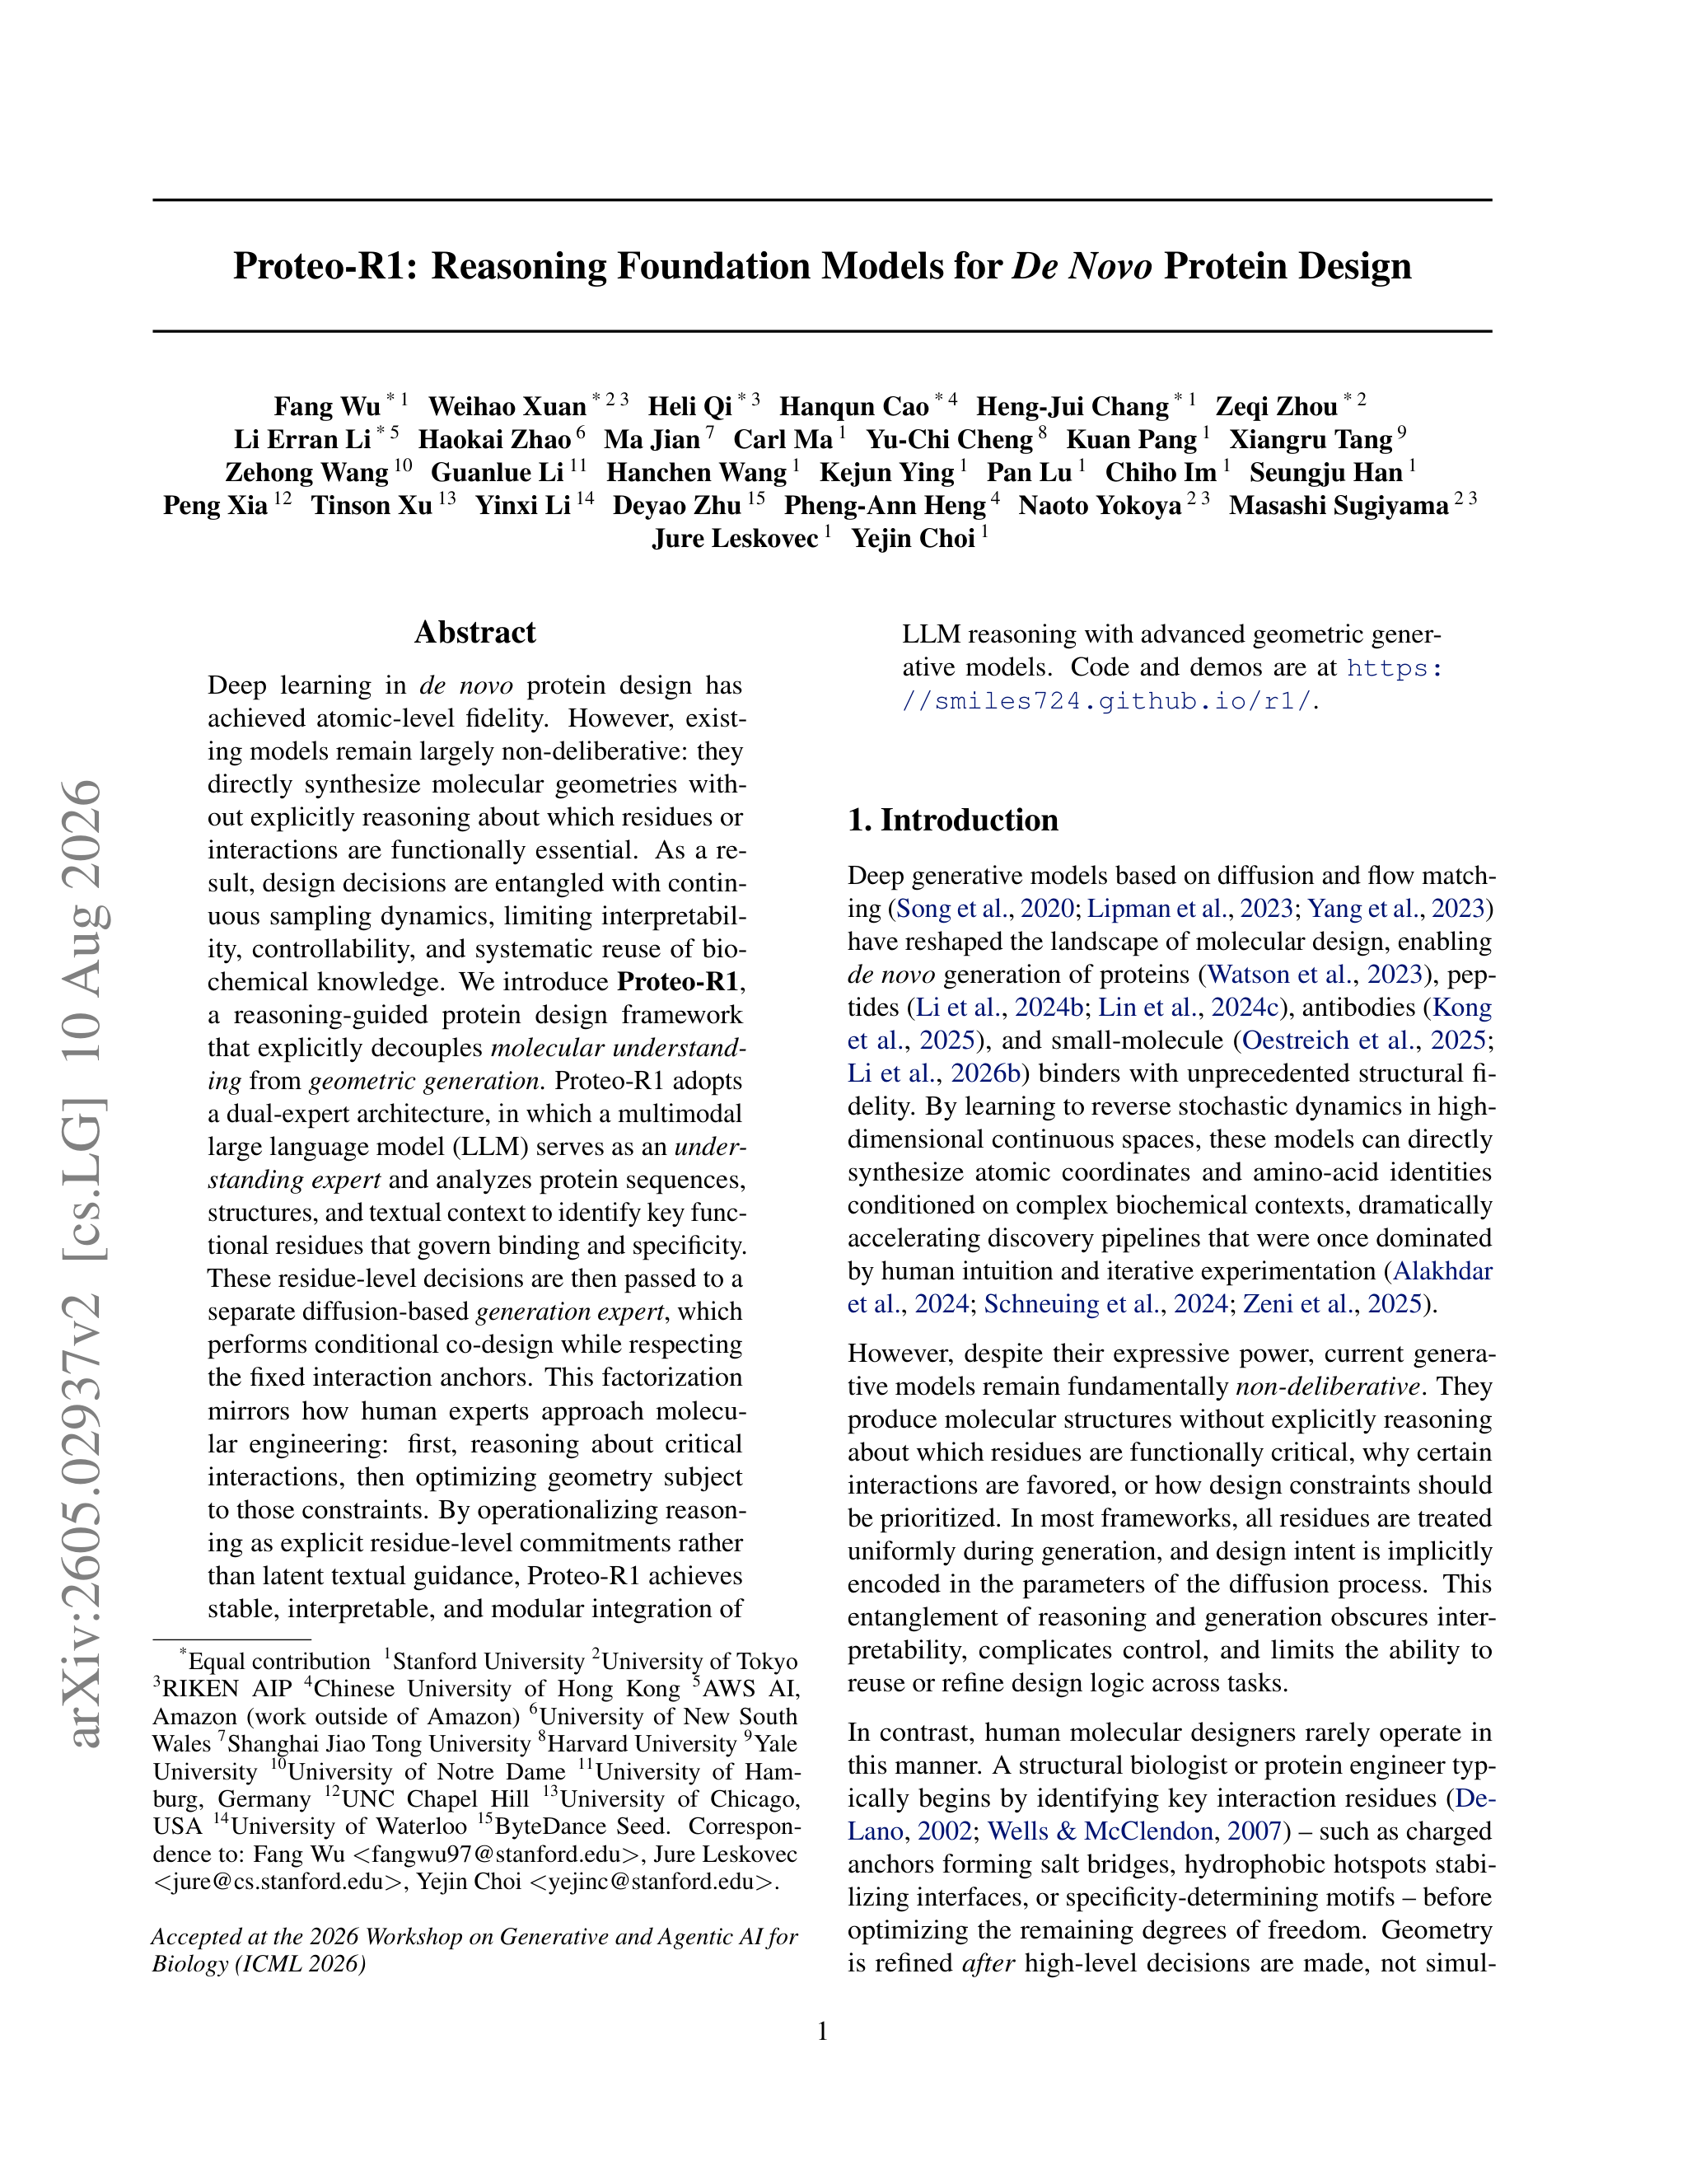 Proteo-R1: Reasoning Foundation Models for De Novo Protein Design
Fang Wu * 1 Weihao Xuan * 2 3 Heli Qi * 3 Hanqun Cao * 4 Heng-Jui Chang * 1 Zeqi Zhou * 2
Li Erran Li * 5 Haokai Zhao 6 Ma Jian 7 Carl Ma 1 Yu-Chi Cheng 8 Kuan Pang 1 Xiangru Tang 9
Zehong Wang 10 Guanlue Li 11 Hanchen Wang 1 Kejun Ying 1 Pan Lu 1 Chiho Im 1 Seungju Han 1
Peng Xia 12 Tinson Xu 13 Yinxi Li 14 Deyao Zhu 15 Pheng-Ann Heng 4 Naoto Yokoya 2 3 Masashi Sugiyama 2 3
Jure Leskovec 1 Yejin Choi 1
Abstract
Deep learning in de novo protein design has
achieved atomic-level fidelity. However, exist-
ing models remain largely non-deliberative: they
directly synthesize molecular geometries with-
out explicitly reasoning about which residues or
interactions are functionally essential. As a re-
sult, design decisions are entangled with contin-
uous sampling dynamics, limiting interpretabil-
ity, controllability, and systematic reuse of bio-
chemical knowledge. We introduce Proteo-R1,
a reasoning-guided protein design framework
that explicitly decouples molecular understand-
ing from geometric generation. Proteo-R1 adopts
a dual-expert architecture, in which a multimodal
large language model (LLM) serves as an under-
standing expert and analyzes protein sequences,
structures, and textual context to identify key func-
tional residues that govern binding and specificity.
These residue-level decisions are then passed to a
separate diffusion-based generation expert, which
performs conditional co-design while respecting
the fixed interaction anchors. This factorization
mirrors how human experts approach molecu-
lar engineering: first, reasoning about critical
interactions, then optimizing geometry subject
to those constraints. By operationalizing reason-
ing as explicit residue-level commitments rather
than latent textual guidance, Proteo-R1 achieves
stable, interpretable, and modular integration of
*Equal contribution 1Stanford University 2University of Tokyo
3RIKEN AIP 4Chinese University of Hong Kong 5AWS AI,
Amazon (work outside of Amazon) 6University of New South
Wales 7Shanghai Jiao Tong University 8Harvard University 9Yale
University 10University of Notre Dame 11University of Ham-
burg, Germany 12UNC Chapel Hill 13University of Chicago,
USA 14University of Waterloo 15ByteDance Seed. Correspon-
dence to: Fang Wu <fangwu97@stanford.edu>, Jure Leskovec
<jure@cs.stanford.edu>, Yejin Choi <yejinc@stanford.edu>.
Accepted at the 2026 Workshop on Generative and Agentic AI for
Biology (ICML 2026)
LLM reasoning with advanced geometric gener-
ative models. Code and demos are at https:
//smiles724.github.io/r1/.
1. Introduction
Deep generative models based on diffusion and flow match-
ing (Song et al., 2020; Lipman et al., 2023; Yang et al., 2023)
have reshaped the landscape of molecular design, enabling
de novo generation of proteins (Watson et al., 2023), pep-
tides (Li et al., 2024b; Lin et al., 2024c), antibodies (Kong
et al., 2025), and small-molecule (Oestreich et al., 2025;
Li et al., 2026b) binders with unprecedented structural fi-
delity. By learning to reverse stochastic dynamics in high-
dimensional continuous spaces, these models can directly
synthesize atomic coordinates and amino-acid identities
conditioned on complex biochemical contexts, dramatically
accelerating discovery pipelines that were once dominated
by human intuition and iterative experimentation (Alakhdar
et al., 2024; Schneuing et al., 2024; Zeni et al., 2025).
However, despite their expressive power, current genera-
tive models remain fundamentally non-deliberative. They
produce molecular structures without explicitly reasoning
about which residues are functionally critical, why certain
interactions are favored, or how design constraints should
be prioritized. In most frameworks, all residues are treated
uniformly during generation, and design intent is implicitly
encoded in the parameters of the diffusion process. This
entanglement of reasoning and generation obscures inter-
pretability, complicates control, and limits the ability to
reuse or refine design logic across tasks.
In contrast, human molecular designers rarely operate in
this manner. A structural biologist or protein engineer typ-
ically begins by identifying key interaction residues (De-
Lano, 2002; Wells & McClendon, 2007) – such as charged
anchors forming salt bridges, hydrophobic hotspots stabi-
lizing interfaces, or specificity-determining motifs – before
optimizing the remaining degrees of freedom. Geometry
is refined after high-level decisions are made, not simul-
1
arXiv:2605.02937v2 [cs.LG] 10 Aug 2026